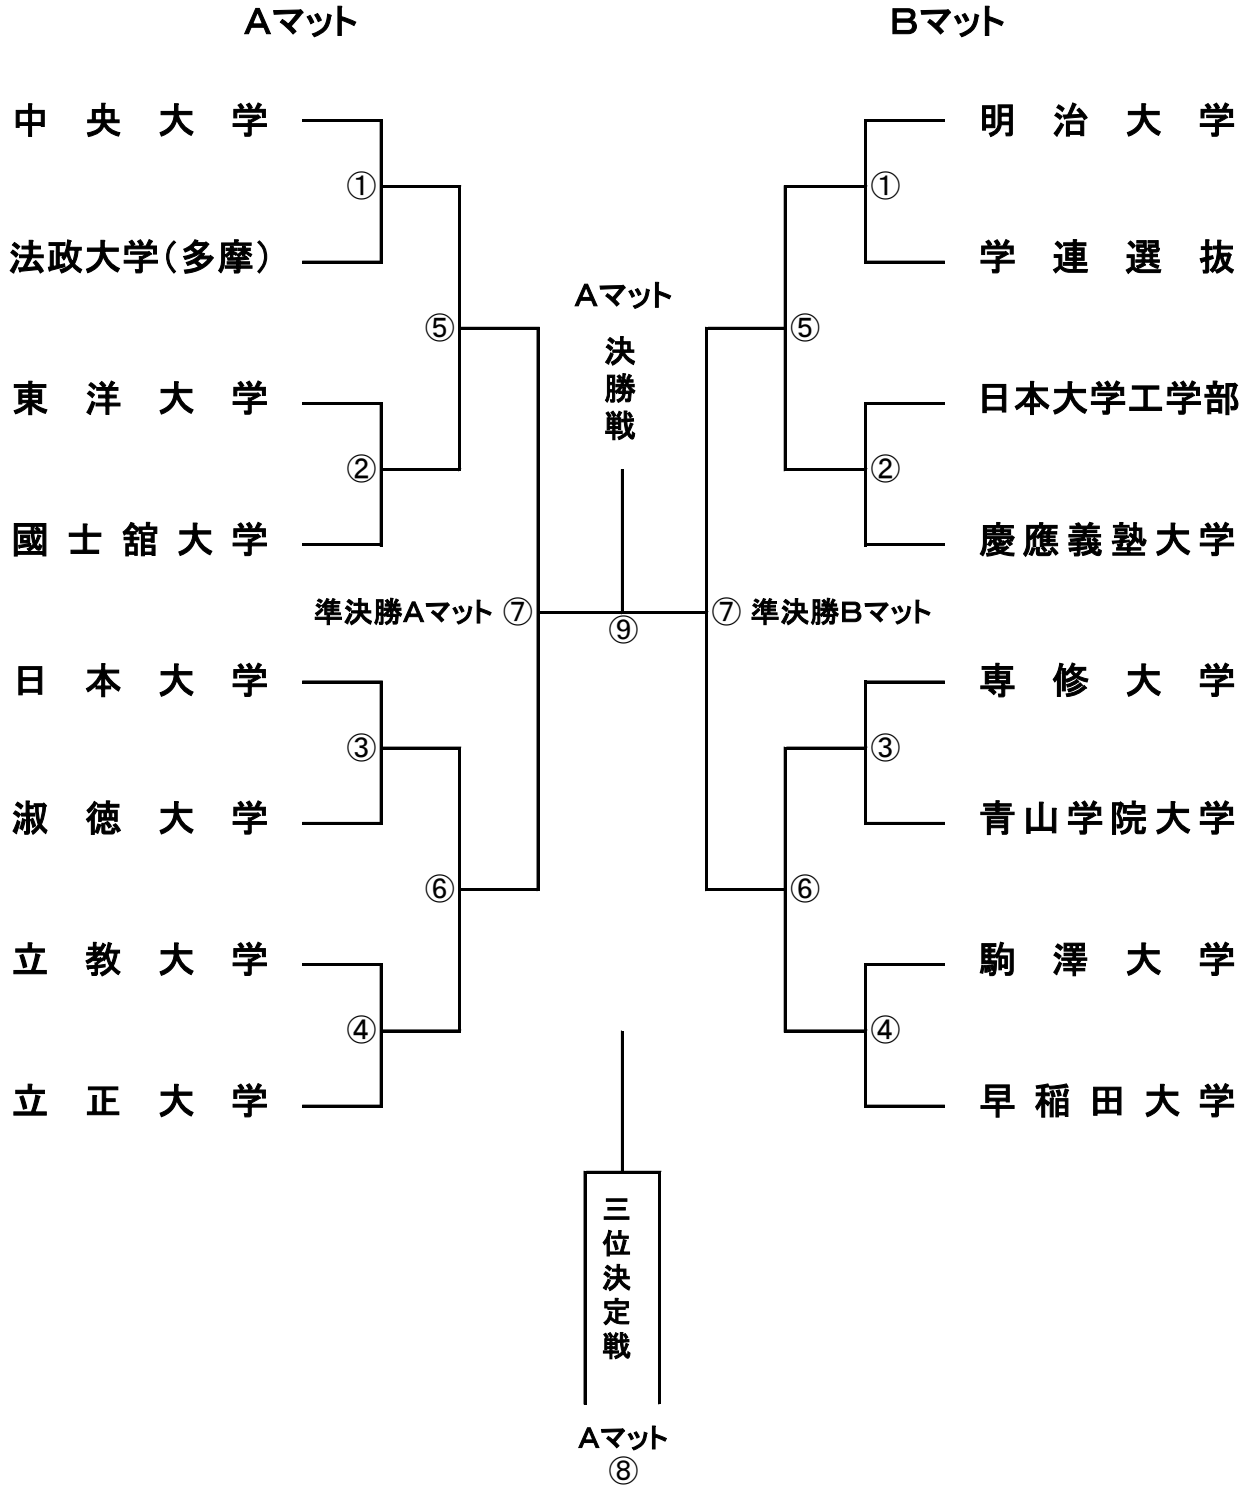 Aマット
Bマット
中央大学
明治大学
①
①
法政大学(多摩)
学連選抜
Aマット
⑤
⑤
決勝戦
東洋大学
日本大学工学部
②
②
國士舘大学
慶應義塾大学
準決勝Aマット ⑦
⑨
⑦ 準決勝Bマット
日本大学
専修大学
③
③
淑徳大学
青山学院大学
⑥
⑥
立教大学
駒澤大学
④
④
立正大学
早稲田大学
三位決定戦
Aマット
⑧